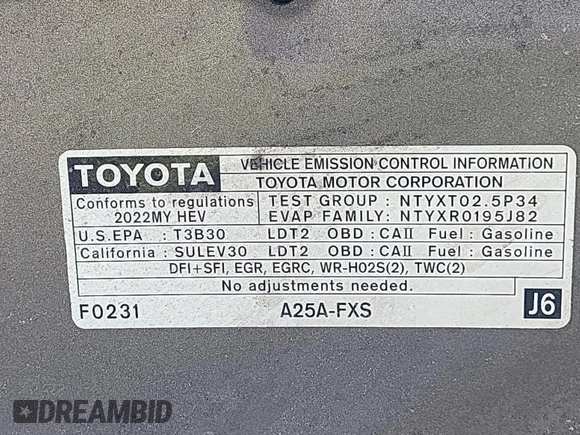 TOYOTA VEHICLE EMISSION CONTROL INFORMATION
TOYOTA MOTOR CORPORATION
Conforms to regulations TEST GROUP : NTYXT02.5P34
2022MY HEV EVAP FAMILY: NTYXR0195J82
U.S.EPA : T3B30 LDT2 OBD : CAII Fuel : Gasoline
California : SULEV30 LDT2 OBD : CAII Fuel : Gasoline
DFI+SFI, EGR, EGRC, WR-HO2S(2), TWC(2)
No adjustments needed.
F0231 A25A-FXS J6
DREAMBID